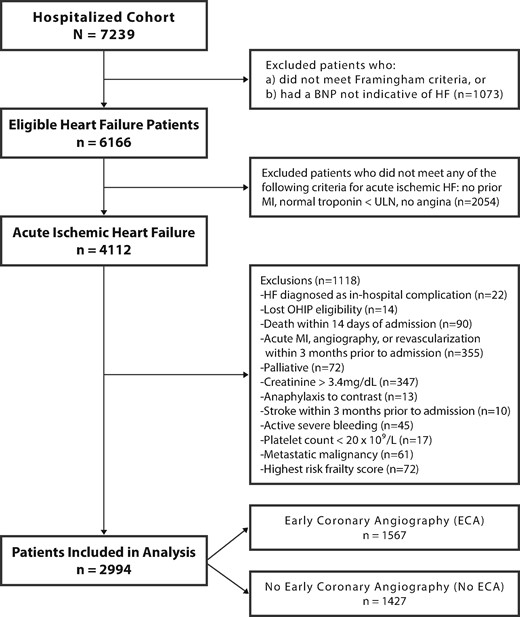 Hospitalized Cohort
N = 7239
Excluded patients who:
a) did not meet Framingham criteria, or
b) had a BNP not indicative of HF (n=1073)
Eligible Heart Failure Patients
n = 6166
Excluded patients who did not meet any of the
following criteria for acute ischemic HF: no prior
MI, normal troponin < ULN, no angina (n=2054)
Acute Ischemic Heart Failure
n = 4112
Exclusions (n=1118)
-HF diagnosed as in-hospital complication (n=22)
-Lost OHIP eligibility (n=14)
-Death within 14 days of admission (n=90)
-Acute MI, angiography, or revascularization
within 3 months prior to admission (n=355)
-Palliative (n=72)
-Creatinine > 3.4mg/dL (n=347)
-Anaphylaxis to contrast (n=13)
-Stroke within 3 months prior to admission (n=10)
-Active severe bleeding (n=45)
-Platelet count < 20 x 10⁹/L (n=17)
-Metastatic malignancy (n=61)
-Highest risk frailty score (n=72)
Patients Included in Analysis
n = 2994
Early Coronary Angiography (ECA)
n = 1567
No Early Coronary Angiography (No ECA)
n = 1427